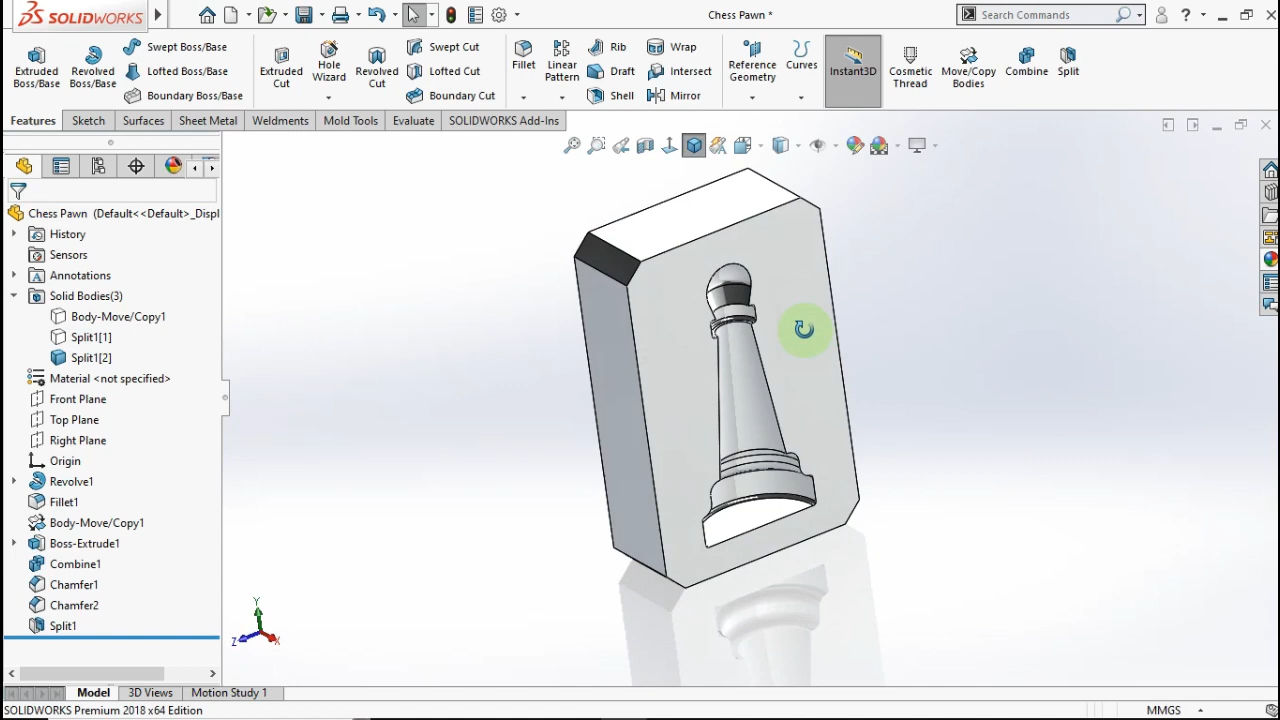 SOLIDWORKS
Chess Pawn *
Search Commands
?
Extruded Boss/Base
Revolved Boss/Base
Swept Boss/Base
Lofted Boss/Base
Boundary Boss/Base
Extruded Cut
Hole Wizard
Revolved Cut
Swept Cut
Lofted Cut
Boundary Cut
Fillet
Linear Pattern
Rib
Draft
Shell
Wrap
Intersect
Mirror
Reference Geometry
Curves
Instant3D
Cosmetic Thread
Move/Copy Bodies
Combine
Split
Features
Sketch
Surfaces
Sheet Metal
Weldments
Mold Tools
Evaluate
SOLIDWORKS Add-Ins
Chess Pawn (Default<<Default>_Displ
History
Sensors
Annotations
Solid Bodies(3)
Body-Move/Copy1
Split1[1]
Split1[2]
Material <not specified>
Front Plane
Top Plane
Right Plane
Origin
Revolve1
Fillet1
Body-Move/Copy1
Boss-Extrude1
Combine1
Chamfer1
Chamfer2
Split1
Y
Z
X
Model
3D Views
Motion Study 1
SOLIDWORKS Premium 2018 x64 Edition
MMGS